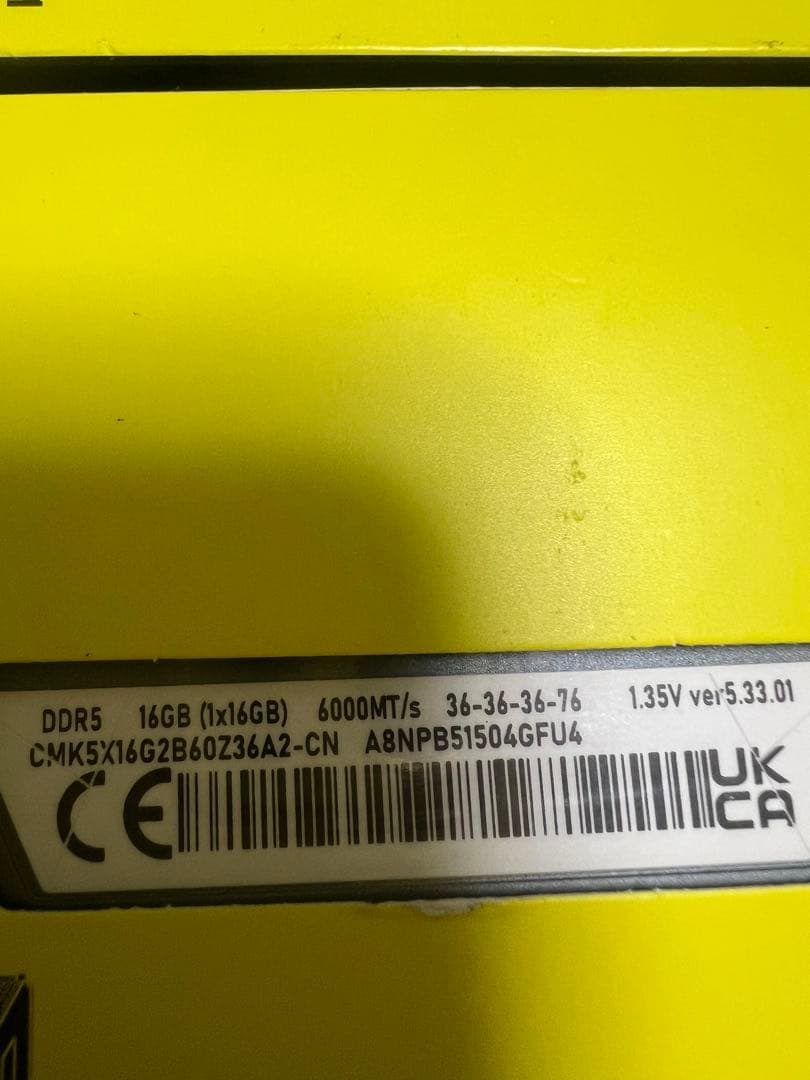 DDR5 16GB (1x16GB) 6000MT/s 36-36-36-76 1.35V ver5.33.01
CMK5X16G2B60Z36A2-CN A8NPB51504GFU4
CE
UK
CA